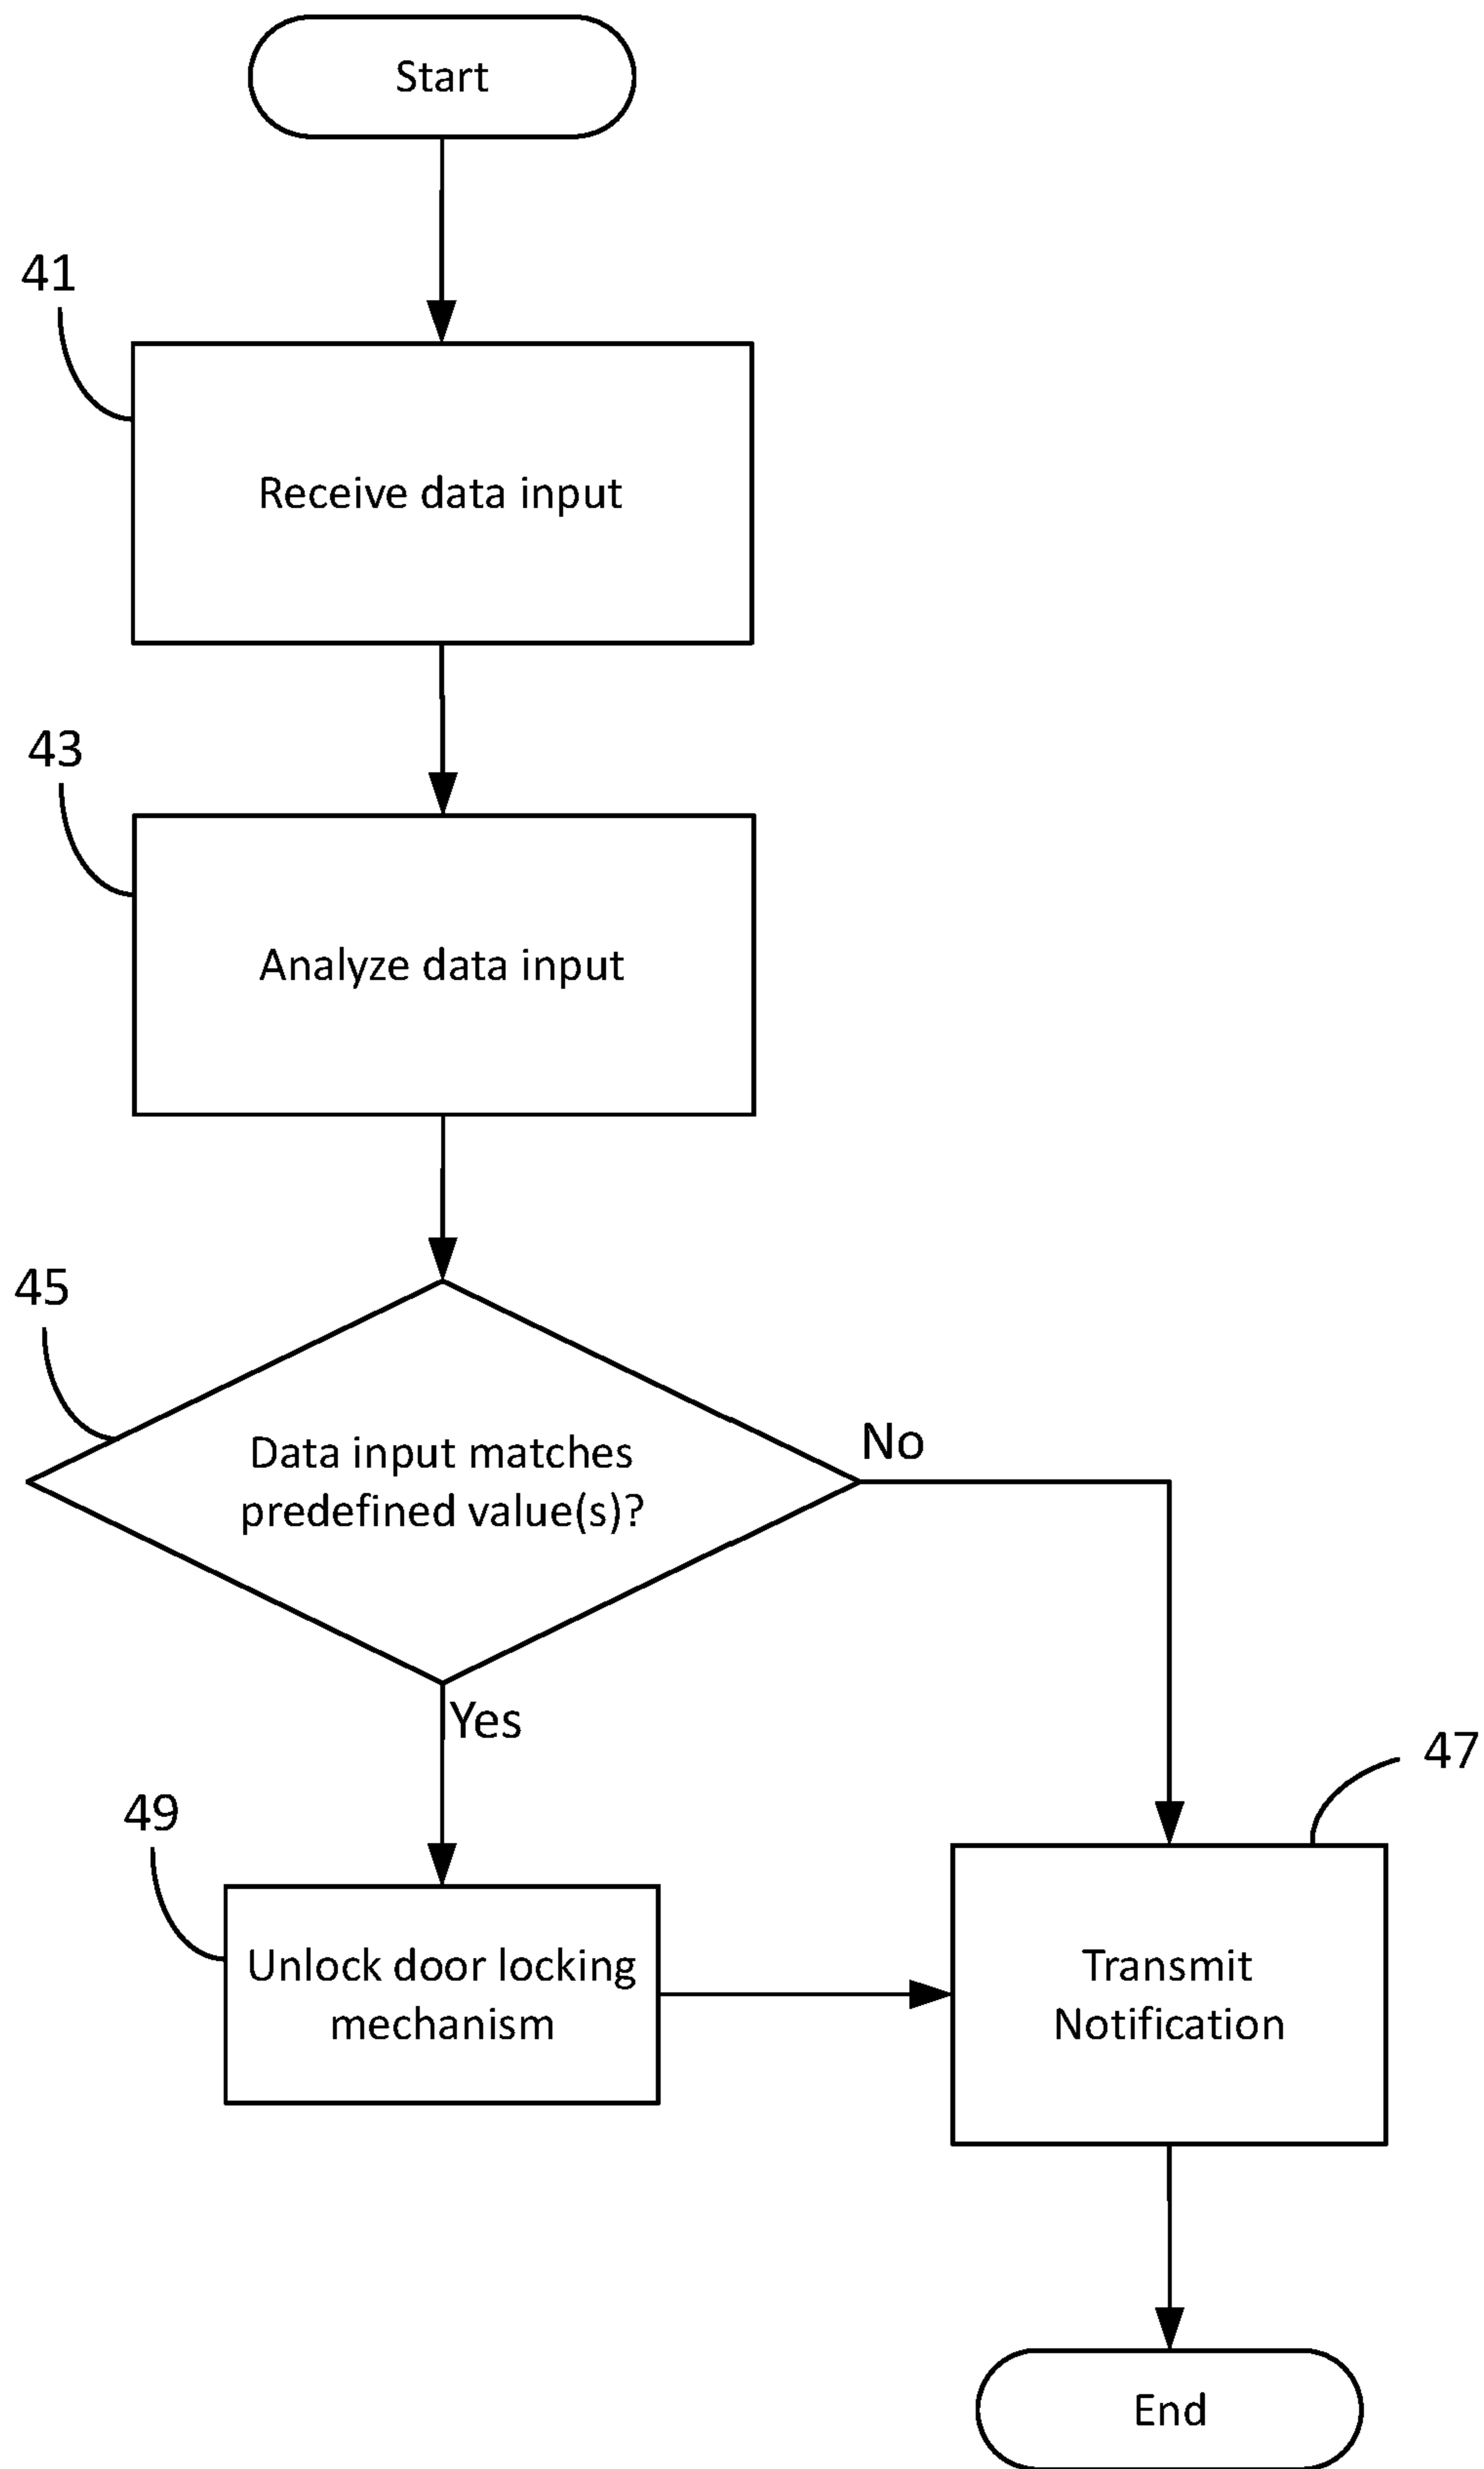 Start
41
Receive data input
43
Analyze data input
45
Data input matches
predefined value(s)?
No
Yes
47
49
Unlock door locking
mechanism
Transmit
Notification
End